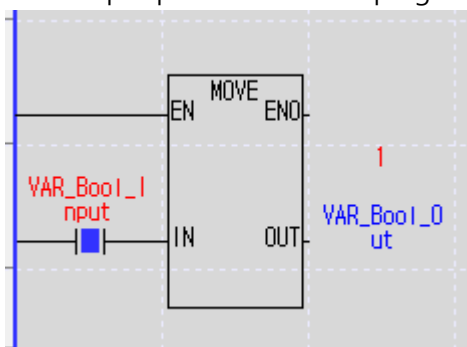 MOVE
EN ENO
1
VAR_Bool_I
nput
VAR_Bool_O
ut
IN OUT